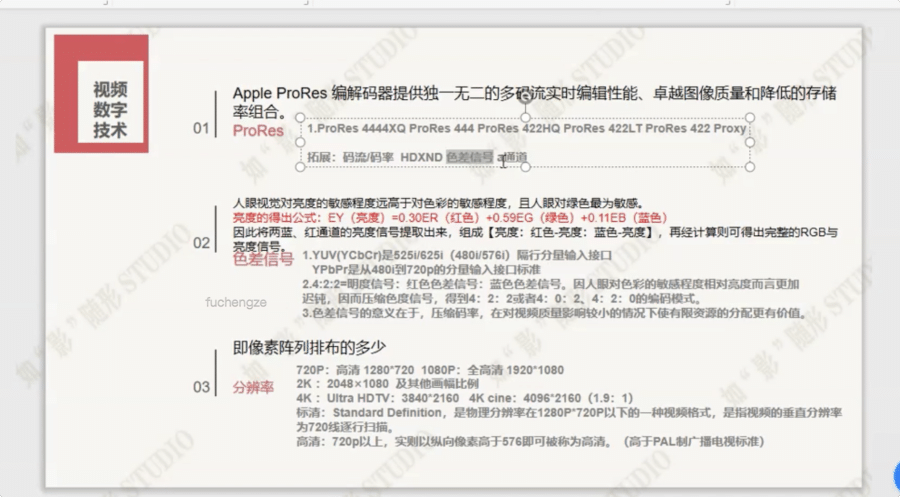 视频
数字
技术
01
Apple ProRes 编解码器提供独一无二的多码流实时编辑性能、卓越图像质量和降低的存储
率组合。
ProRes
1.ProRes 4444XQ ProRes 444 ProRes 422HQ ProRes 422LT ProRes 422 Proxy
拓展：码流/码率 HDXND 色差信号 a通道
02
人眼视觉对亮度的敏感程度远高于对色彩的敏感程度，且人眼对绿色最为敏感。
亮度的得出公式：EY（亮度）=0.30ER（红色）+0.59EG（绿色）+0.11EB（蓝色）
因此将两蓝、红通道的亮度信号提取出来，组成【亮度：红色-亮度：蓝色-亮度】，再经计算则可得出完整的RGB与
亮度信号。
色差信号
1.YUV(YCbCr)是525i/625i（480i/576i）隔行分量输入接口
YPbPr是从480i到720p的分量输入接口标准
2.4:2:2=明度信号：红色色差信号：蓝色色差信号。因人眼对色彩的敏感程度相对亮度而言更加
迟钝，因而压缩色度信号，得到4：2：2或者4：0：2、4：2：0的编码模式。
3.色差信号的意义在于，压缩码率，在对视频质量影响较小的情况下使有限资源的分配更有价值。
fuchengze
03
即像素阵列排布的多少
分辨率
720P：高清 1280*720 1080P：全高清 1920*1080
2K ：2048×1080 及其他画幅比例
4K ：Ultra HDTV：3840*2160 4K cine：4096*2160（1.9：1）
标清：Standard Definition，是物理分辨率在1280P*720P以下的一种视频格式，是指视频的垂直分辨率
为720线逐行扫描。
高清：720p以上，实则以纵向像素高于576即可被称为高清。（高于PAL制广播电视标准）
如“影”随形 STUDIO